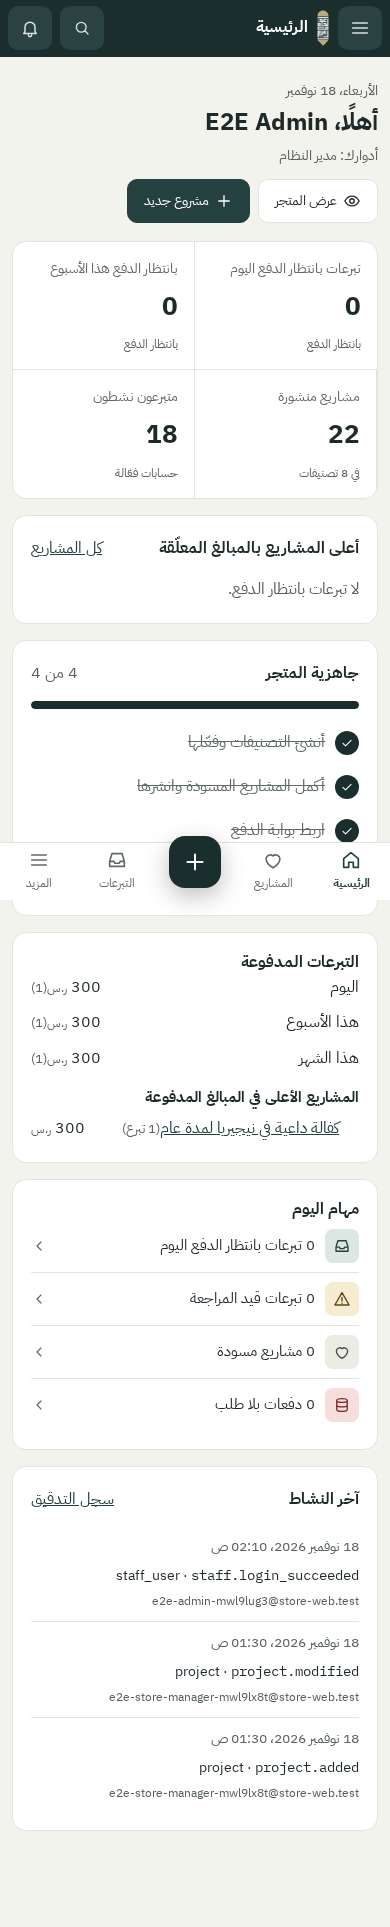 الرئيسية
الأربعاء، 18 نوفمبر
أهلًا، E2E Admin
أدوارك: مدير النظام
عرض المتجر
مشروع جديد
تبرعات بانتظار الدفع اليوم
0
بانتظار الدفع
بانتظار الدفع هذا الأسبوع
0
بانتظار الدفع
مشاريع منشورة
22
في 8 تصنيفات
متبرعون نشطون
18
حسابات فعّالة
أعلى المشاريع بالمبالغ المعلّقة
كل المشاريع
لا تبرعات بانتظار الدفع.
جاهزية المتجر
4 من 4
أنشئ التصنيفات وفعّلها
أكمل المشاريع المسودة وانشرها
اربط بوابة الدفع
الرئيسية
المشاريع
التبرعات
المزيد
التبرعات المدفوعة
اليوم 300 ر.س(1)
هذا الأسبوع 300 ر.س(1)
هذا الشهر 300 ر.س(1)
المشاريع الأعلى في المبالغ المدفوعة
كفالة داعية في نيجيريا لمدة عام(1 تبرع) 300 ر.س
مهام اليوم
0 تبرعات بانتظار الدفع اليوم
0 تبرعات قيد المراجعة
0 مشاريع مسودة
0 دفعات بلا طلب
آخر النشاط
سجل التدقيق
18 نوفمبر 2026، 02:10 ص
staff_user · staff.login_succeeded
e2e-admin-mwl9lug3@store-web.test
18 نوفمبر 2026، 01:30 ص
project · project.modified
e2e-store-manager-mwl9lx8t@store-web.test
18 نوفمبر 2026، 01:30 ص
project · project.added
e2e-store-manager-mwl9lx8t@store-web.test